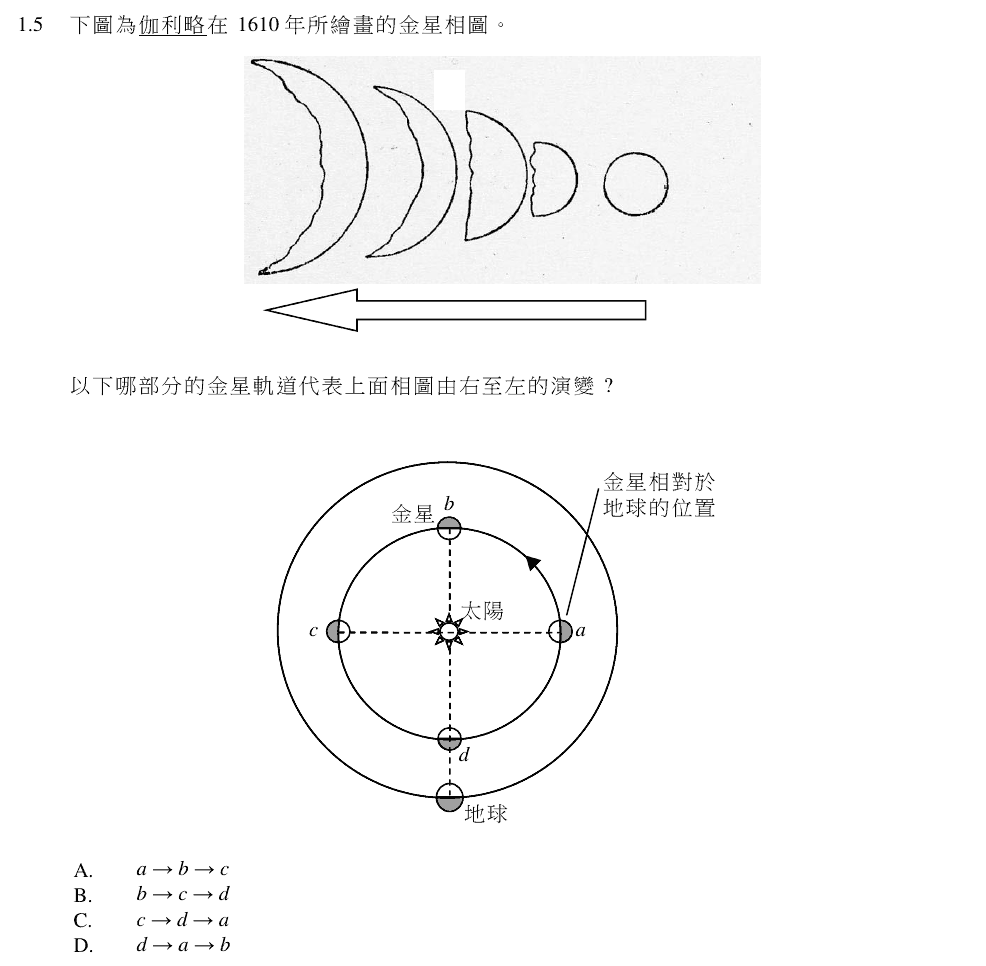 1.5 下圖為伽利略在 1610 年所繪畫的金星相圖。
以下哪部分的金星軌道代表上面相圖由右至左的演變 ?
金星相對於
地球的位置
金星 b
太陽
c
a
d
地球
A. a → b → c
B. b → c → d
C. c → d → a
D. d → a → b